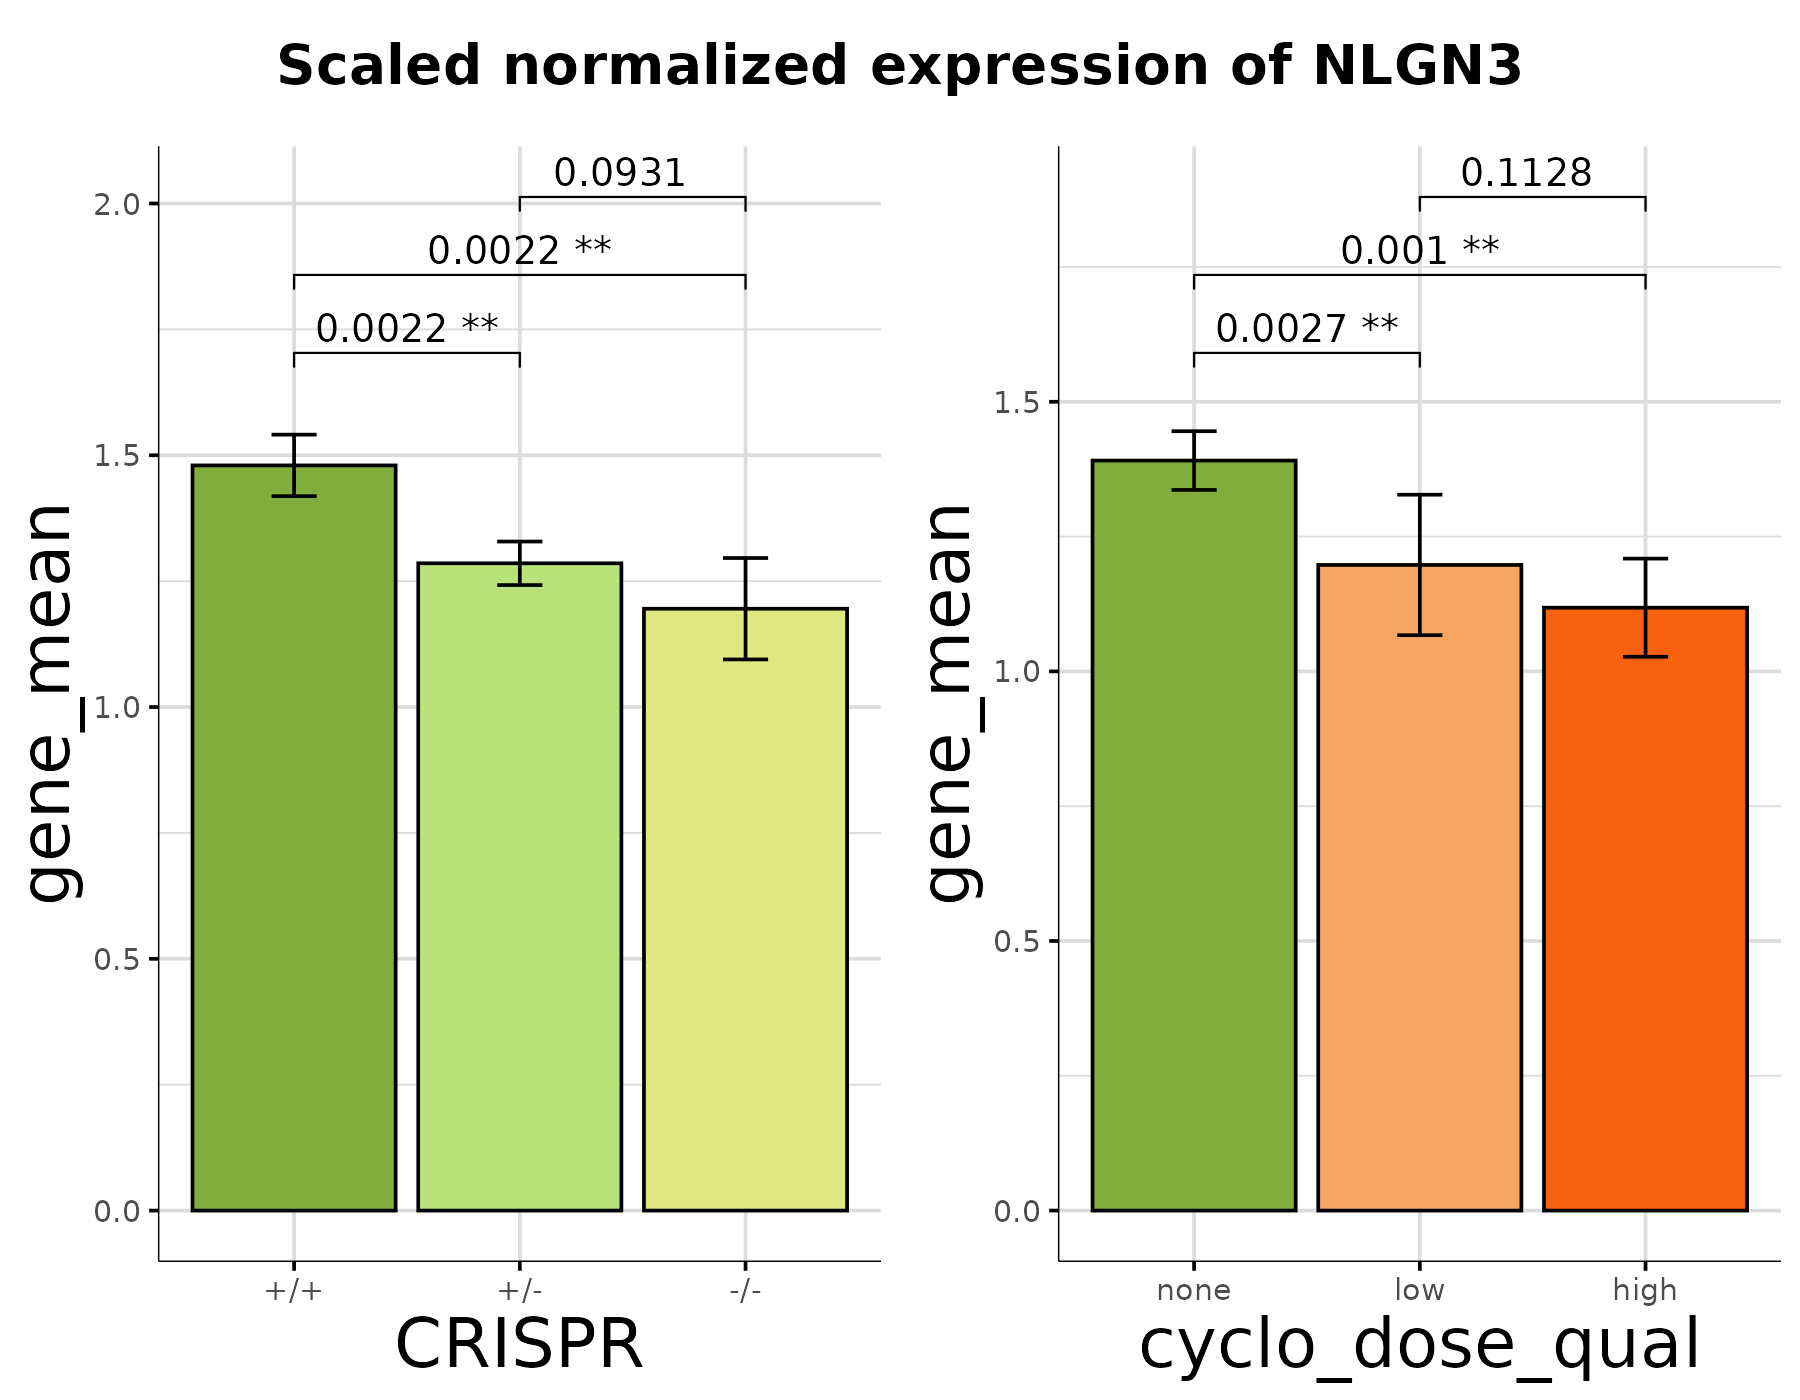 Scaled normalized expression of NLGN3
0.0931
0.0022 **
0.0022 **
2.0
1.5
1.0
0.5
0.0
gene_mean
+/+ +/- -/-
CRISPR
0.1128
0.001 **
0.0027 **
1.5
1.0
0.5
0.0
gene_mean
none low high
cyclo_dose_qual